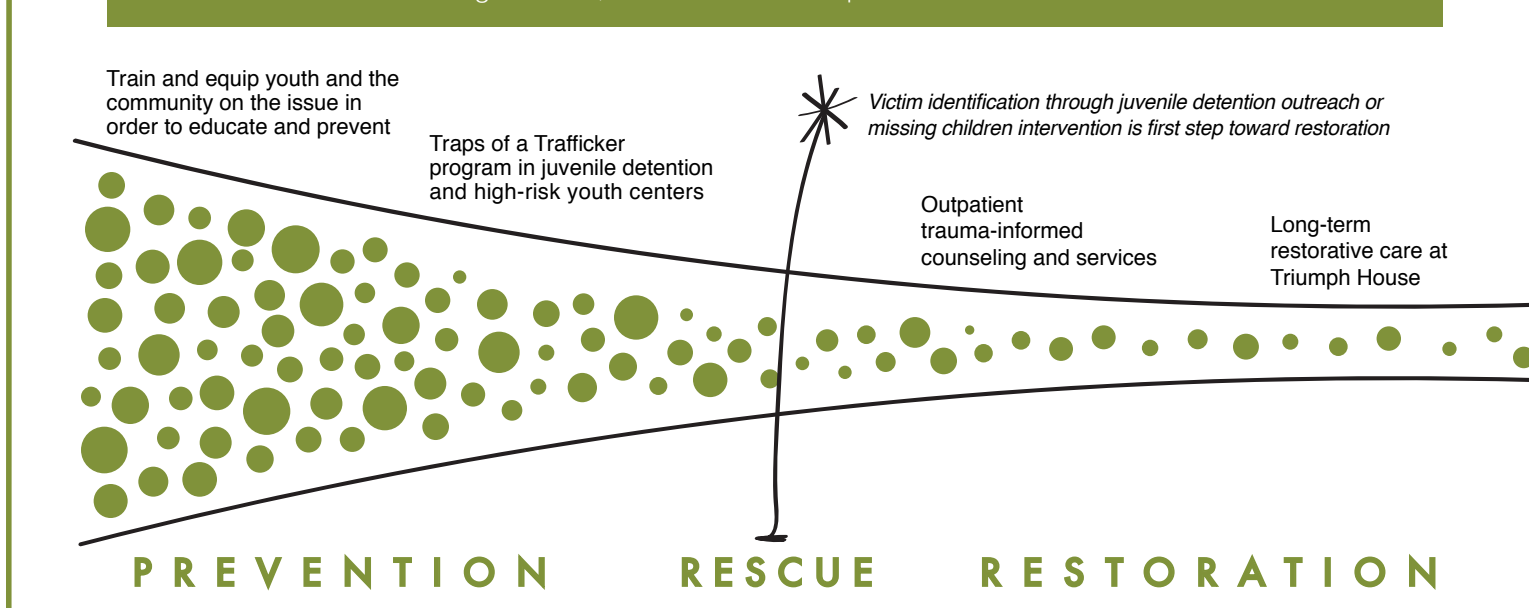 Train and equip youth and the
community on the issue in
order to educate and prevent
Traps of a Trafficker
program in juvenile detention
and high-risk youth centers
Victim identification through juvenile detention outreach or
missing children intervention is first step toward restoration
Outpatient
trauma-informed
counseling and services
Long-term
restorative care at
Triumph House
PREVENTION
RESCUE
RESTORATION